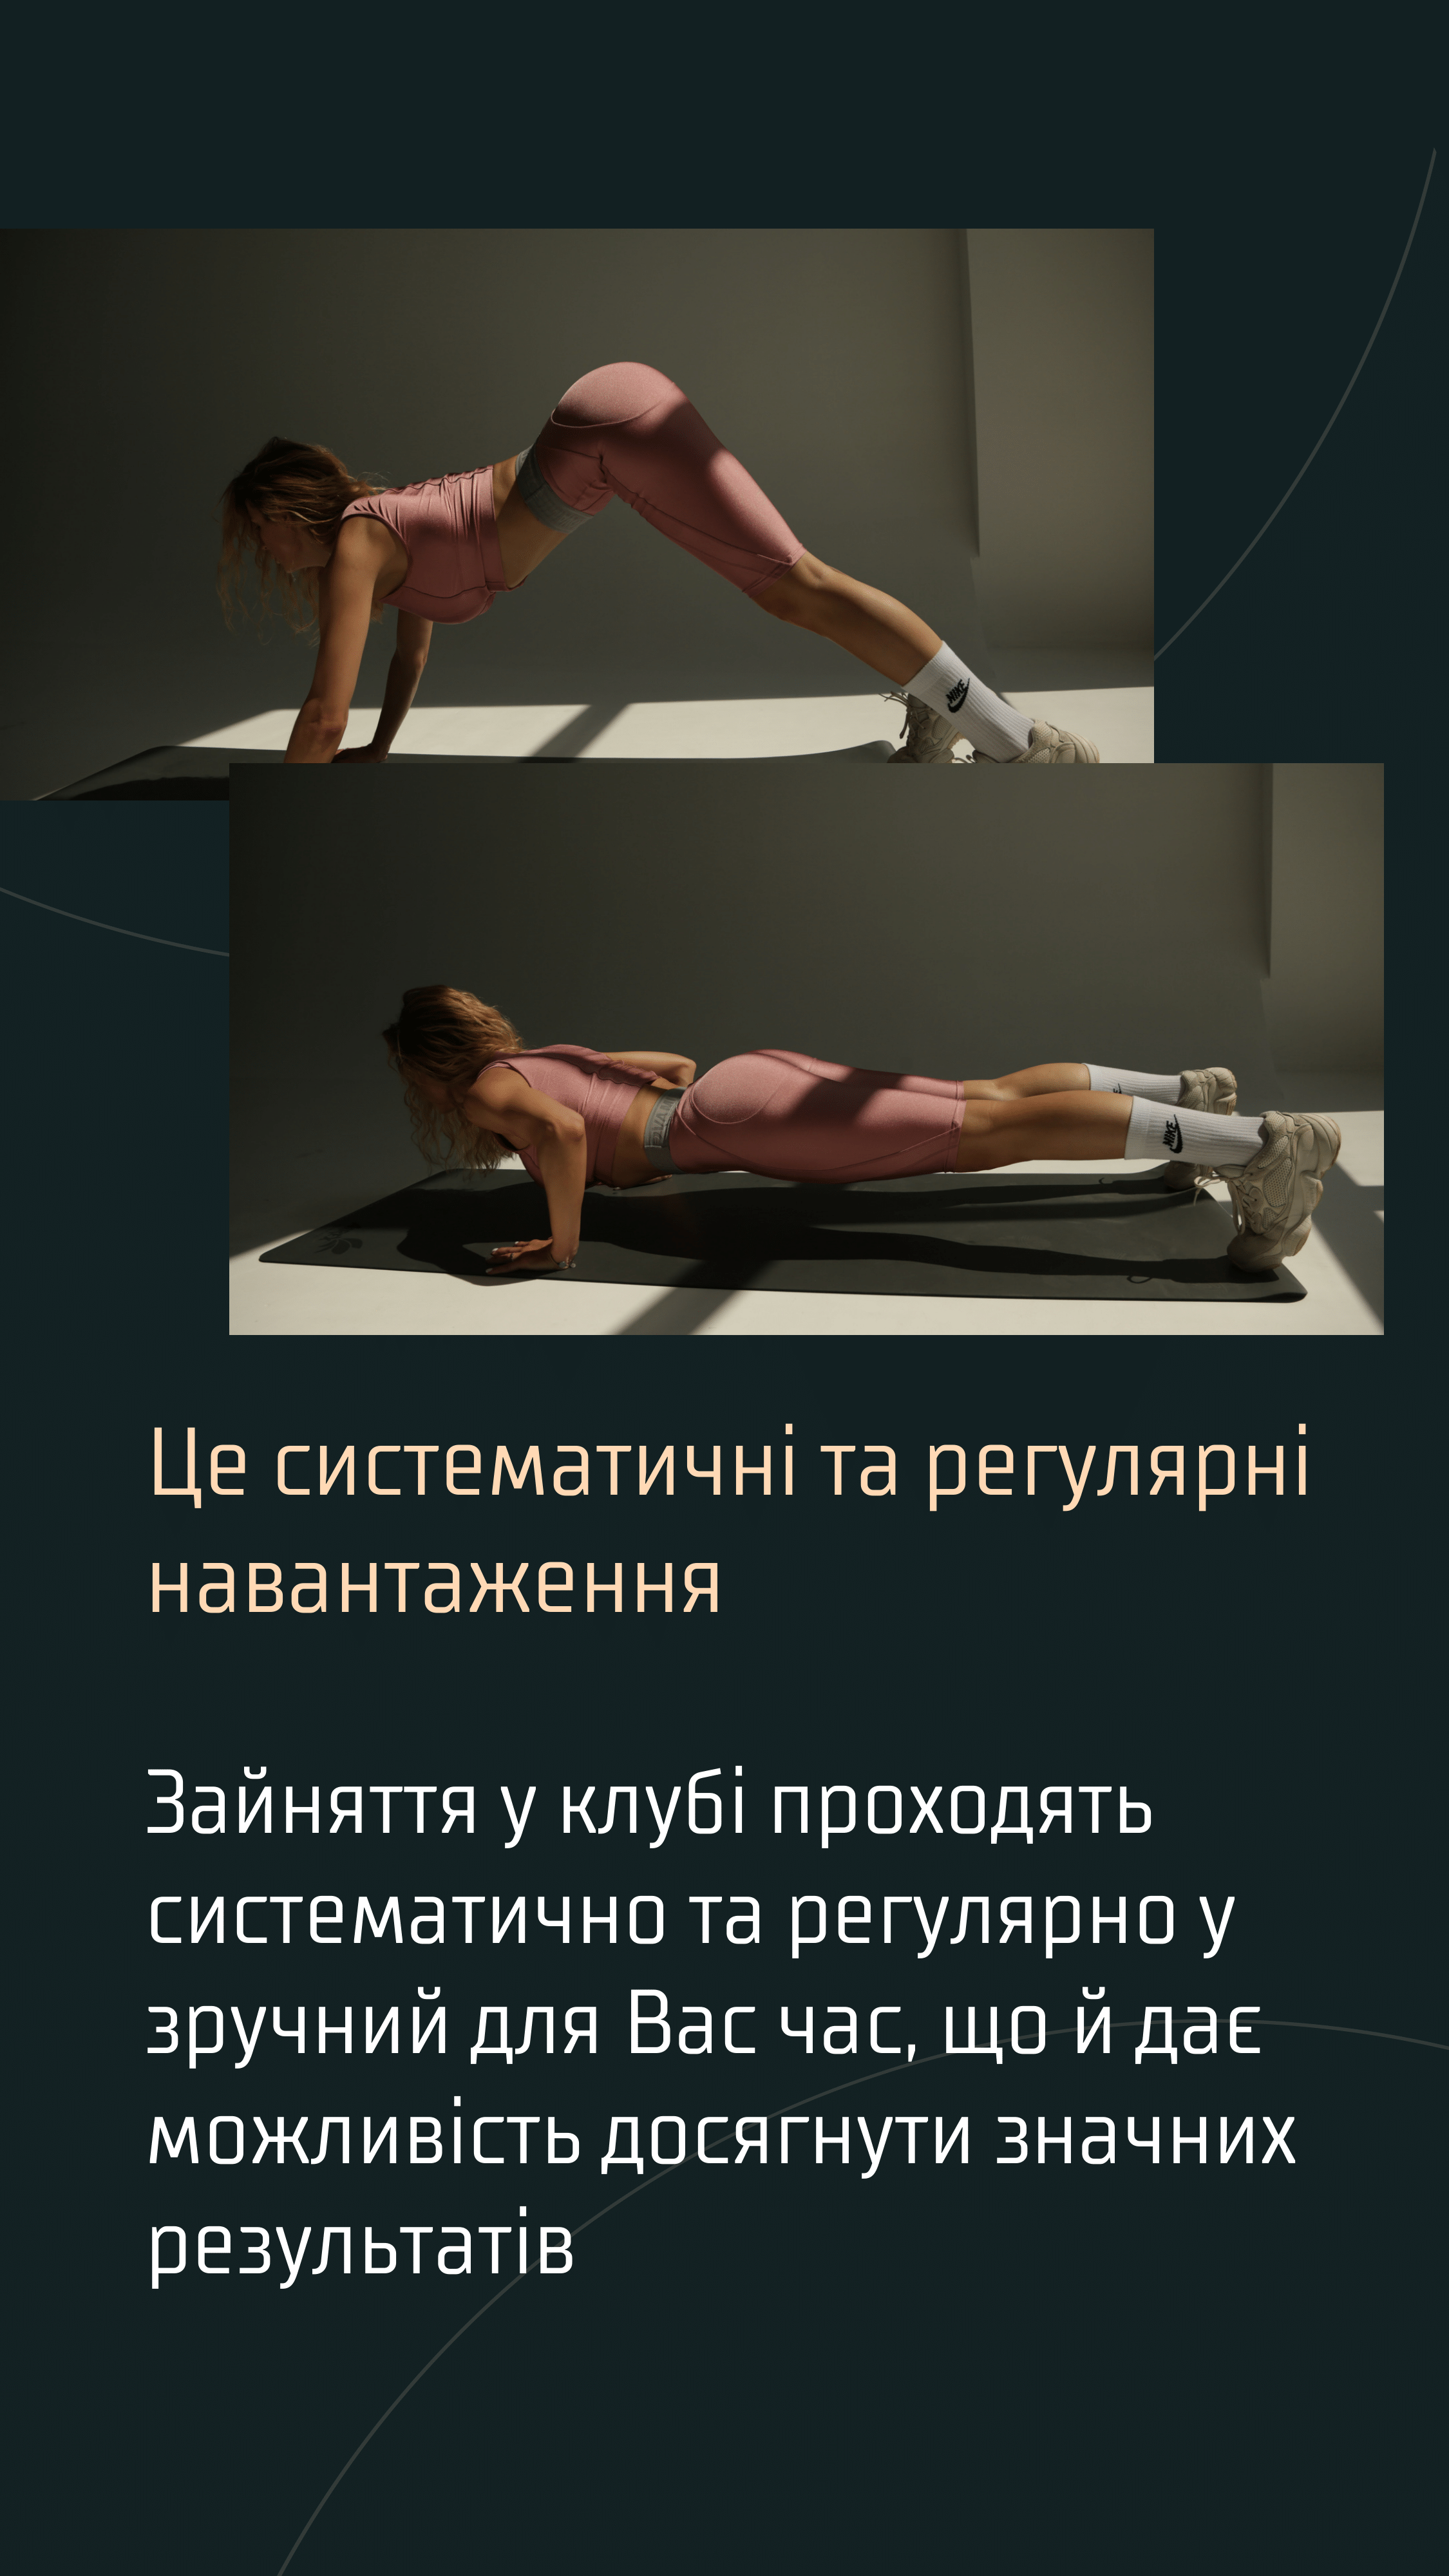 NIKE
NIKE
Це систематичні та регулярні
навантаження
Зайняття у клубі проходять
систематично та регулярно у
зручний для Вас час, що й дає
можливість досягнути значних
результатів